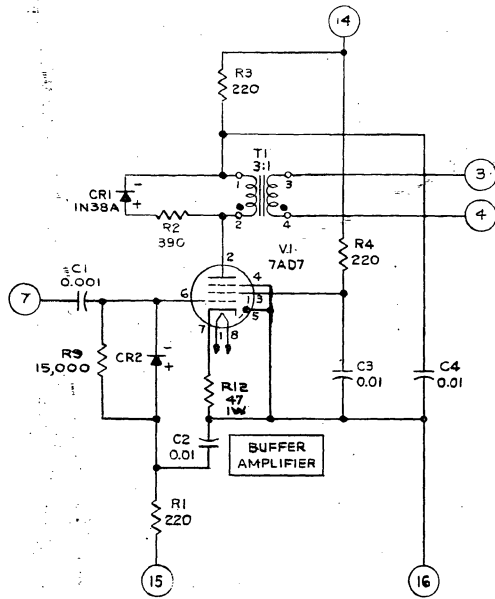 14
R3
220
T1
3:1
1
3
3
CR1
1N38A
2
4
4
R2
390
V1
7AD7
R4
220
2
C1
0.001
7
6
4
3
5
7
1
8
R9
15,000
CR2
R12
47
1W
C3
0.01
C4
0.01
C2
0.01
BUFFER
AMPLIFIER
R1
220
15
16